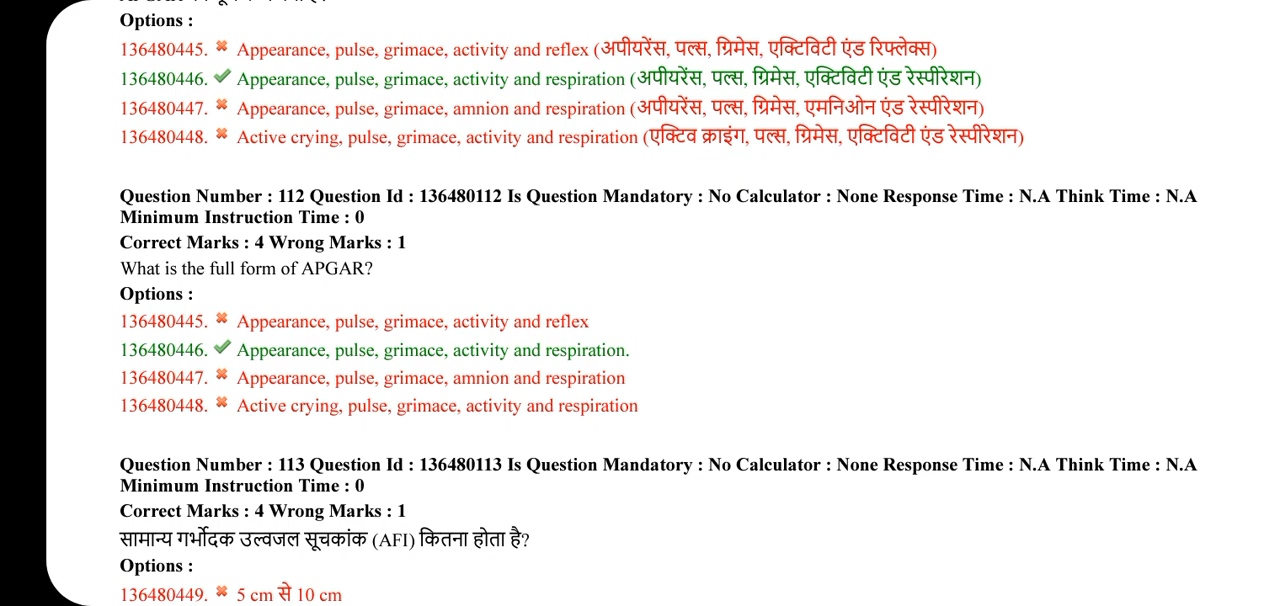 Options :
136480445. Appearance, pulse, grimace, activity and reflex (अपीयरेंस, पल्स, ग्रिमेस, एक्टिविटी एंड रिफ्लेक्स)
136480446. Appearance, pulse, grimace, activity and respiration (अपीयरेंस, पल्स, ग्रिमेस, एक्टिविटी एंड रेस्पीरेशन)
136480447. Appearance, pulse, grimace, amnion and respiration (अपीयरेंस, पल्स, ग्रिमेस, एमनिओन एंड रेस्पीरेशन)
136480448. Active crying, pulse, grimace, activity and respiration (एक्टिव क्राइंग, पल्स, ग्रिमेस, एक्टिविटी एंड रेस्पीरेशन)
Question Number : 112 Question Id : 136480112 Is Question Mandatory : No Calculator : None Response Time : N.A Think Time : N.A
Minimum Instruction Time : 0
Correct Marks : 4 Wrong Marks : 1
What is the full form of APGAR?
Options :
136480445. Appearance, pulse, grimace, activity and reflex
136480446. Appearance, pulse, grimace, activity and respiration.
136480447. Appearance, pulse, grimace, amnion and respiration
136480448. Active crying, pulse, grimace, activity and respiration
Question Number : 113 Question Id : 136480113 Is Question Mandatory : No Calculator : None Response Time : N.A Think Time : N.A
Minimum Instruction Time : 0
Correct Marks : 4 Wrong Marks : 1
सामान्य गर्भोदक उल्वजल सूचकांक (AFI) कितना होता है?
Options :
136480449. 5 cm से 10 cm